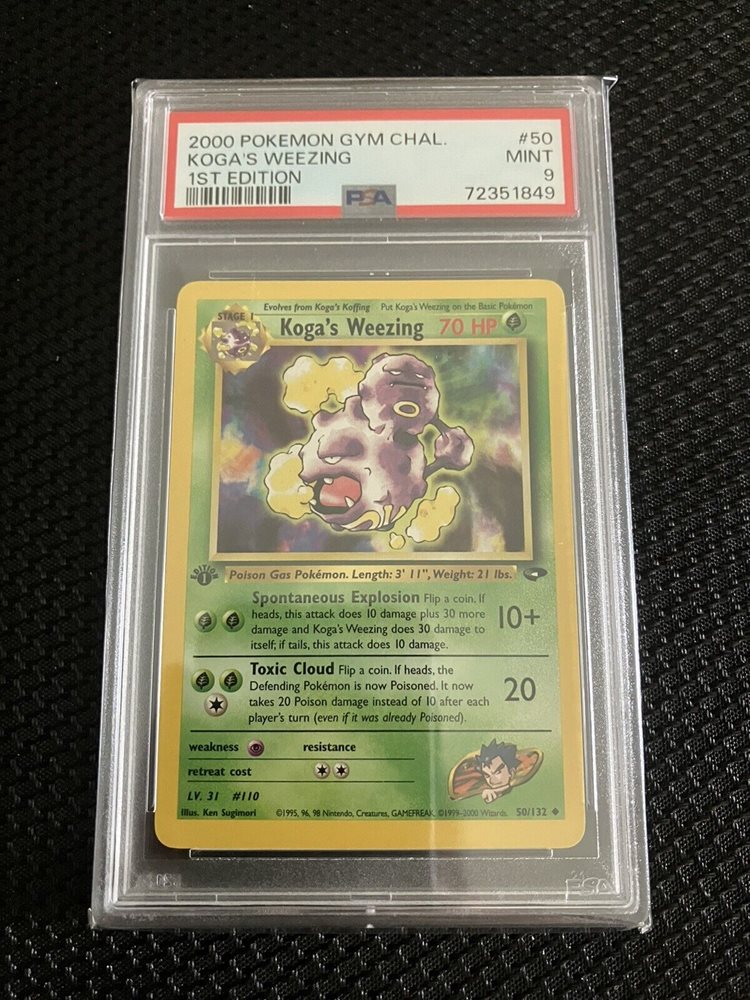 2000 POKEMON GYM CHAL. #50
KOGA'S WEEZING MINT
1ST EDITION 9
PSA 72351849
Evolves from Koga's Koffing Put Koga's Weezing on the Basic Pokémon
STAGE 1
Koga's Weezing 70 HP
EDITION 1
Poison Gas Pokémon. Length: 3' 11", Weight: 21 lbs.
Spontaneous Explosion Flip a coin. If
heads, this attack does 10 damage plus 30 more
damage and Koga's Weezing does 30 damage to
itself; if tails, this attack does 10 damage.
10+
Toxic Cloud Flip a coin. If heads, the
Defending Pokémon is now Poisoned. It now
takes 20 Poison damage instead of 10 after each
player's turn (even if it was already Poisoned).
20
weakness resistance
retreat cost
LV. 31 #110
Illus. Ken Sugimori ©1995, 96, 98 Nintendo, Creatures, GAMEFREAK. ©1999-2000 Wizards. 50/132
PSA